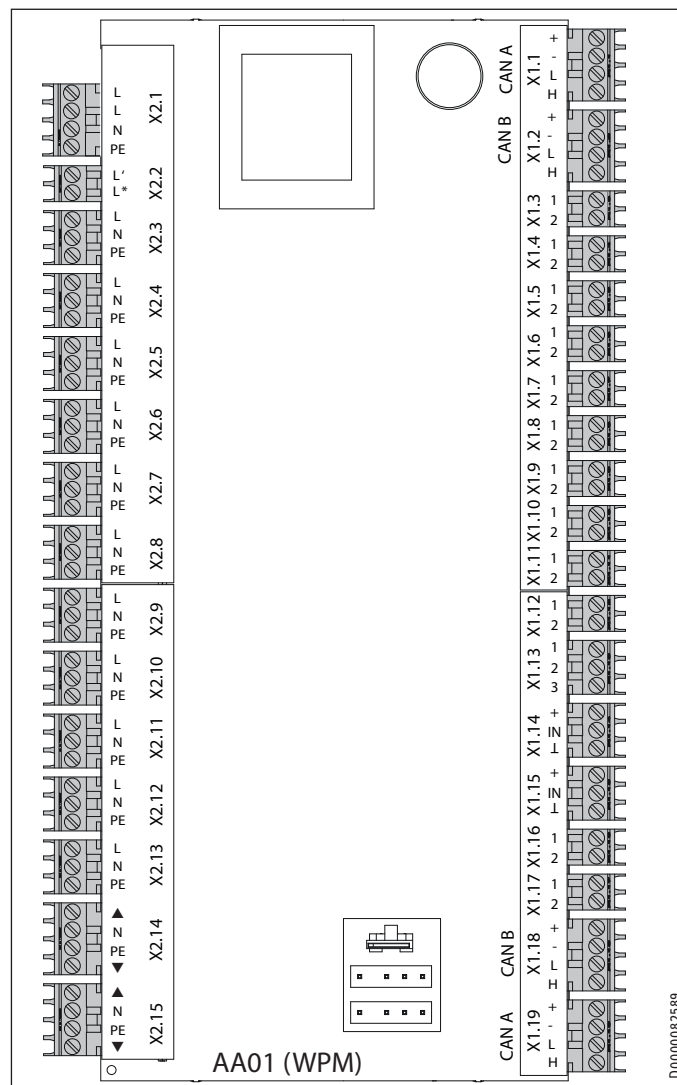 L
L
N
PE
X2.1
L‘
L*
X2.2
L
N
PE
X2.3
L
N
PE
X2.4
L
N
PE
X2.5
L
N
PE
X2.6
L
N
PE
X2.7
L
N
PE
X2.8
L
N
PE
X2.9
L
N
PE
X2.10
L
N
PE
X2.11
L
N
PE
X2.12
L
N
PE
X2.13
▲
N
PE
▼
X2.14
▲
N
PE
▼
X2.15
CAN A
X1.1
+
-
L
H
CAN B
X1.2
+
-
L
H
X1.3
1
2
X1.4
1
2
X1.5
1
2
X1.6
1
2
X1.7
1
2
X1.8
1
2
X1.9
1
2
X1.10
1
2
X1.11
1
2
X1.12
1
2
X1.13
1
2
3
X1.14
+
IN
⊥
X1.15
+
IN
⊥
X1.16
1
2
X1.17
1
2
CAN B
X1.18
+
-
L
H
CAN A
X1.19
+
-
L
H
AA01 (WPM)
D0000082589